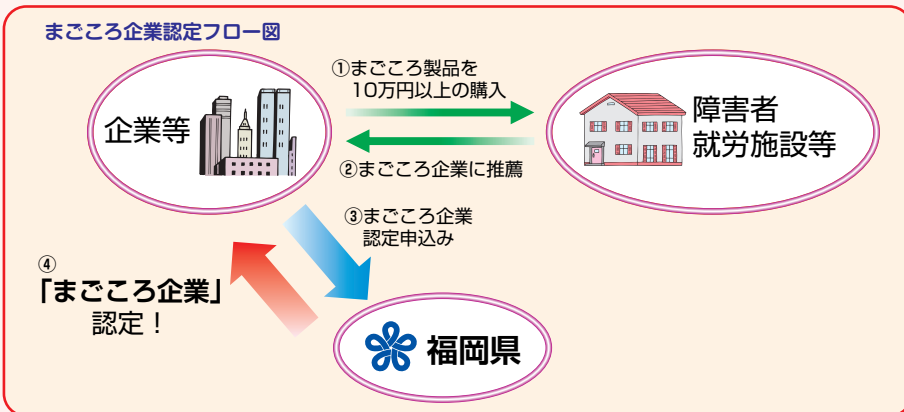 まごころ企業認定フロー図
①まごころ製品を
10万円以上の購入
企業等
障害者
就労施設等
②まごころ企業に推薦
③まごころ企業
認定申込み
④
「まごころ企業」
認定！
福岡県